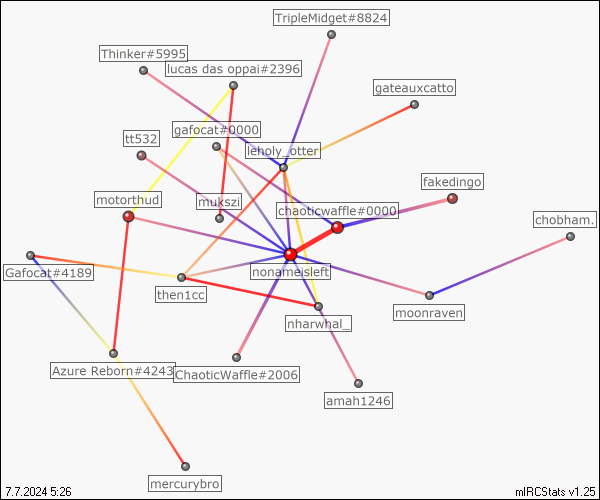 TripleMidget#8824
Thinker#5995
lucas das oppai#2396
gateauxcatto
gafocat#0000
tt532
lenoly_otter
fakedingo
motorthud
mukszi
chaoticwaffle#0000
chobham.
Gafocat#4189
nonameisleft
then1cc
moonraven
nharwhal_
Azure Reborn#4243
ChaoticWaffle#2006
amah1246
mercurybro
7.7.2024 5:26
mIRCStats v1.25